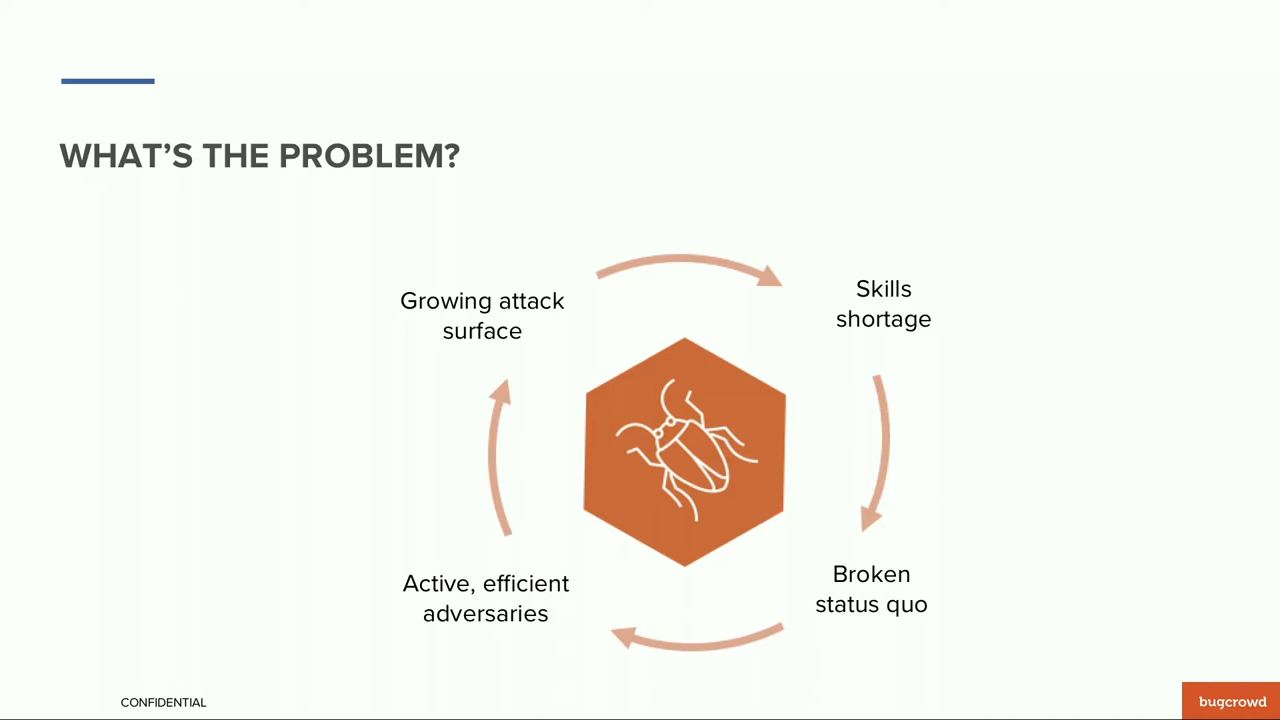 WHAT'S THE PROBLEM?
Growing attack
surface
Skills
shortage
Broken
status quo
Active, efficient
adversaries
CONFIDENTIAL
bugcrowd